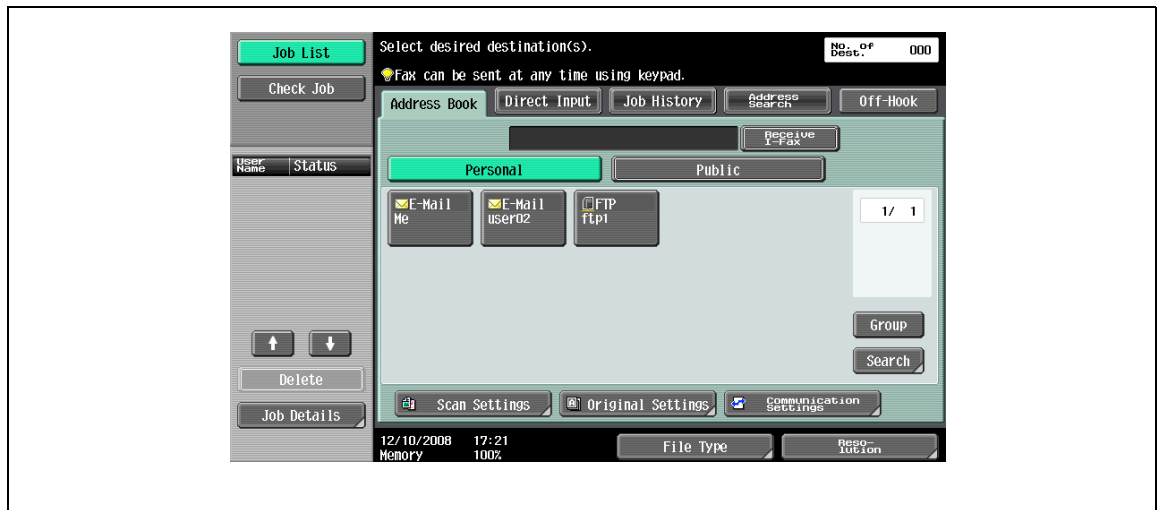 Job List
Check Job
User Name
Status
Delete
Job Details
Select desired destination(s).
No. of Dest.
000
Fax can be sent at any time using keypad.
Address Book
Direct Input
Job History
Address Search
Off-Hook
Receive I-Fax
Personal
Public
E-Mail
Me
E-Mail
user02
FTP
ftp1
1/ 1
Group
Search
Scan Settings
Original Settings
Communication Settings
12/10/2008 17:21
Memory 100%
File Type
Reso-
lution